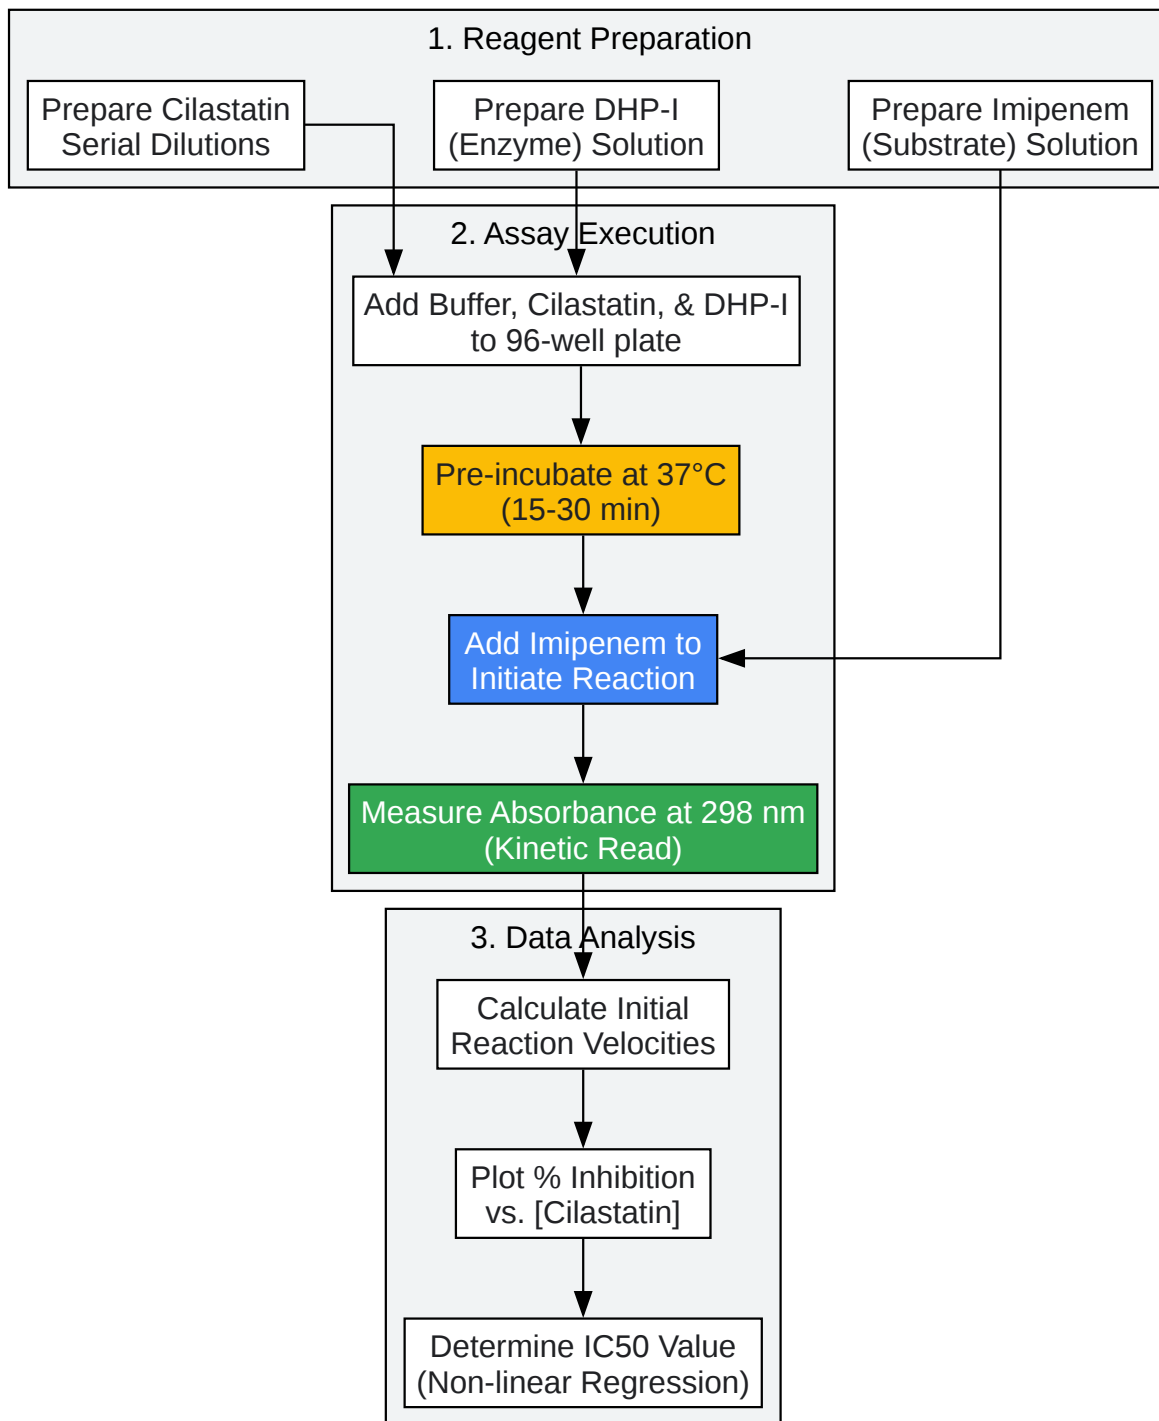 1. Reagent Preparation
Prepare Cilastatin
Serial Dilutions
Prepare DHP-I
(Enzyme) Solution
Prepare Imipenem
(Substrate) Solution
2. Assay Execution
Add Buffer, Cilastatin, & DHP-I
to 96-well plate
Pre-incubate at 37°C
(15-30 min)
Add Imipenem to
Initiate Reaction
Measure Absorbance at 298 nm
(Kinetic Read)
3. Data Analysis
Calculate Initial
Reaction Velocities
Plot % Inhibition
vs. [Cilastatin]
Determine IC50 Value
(Non-linear Regression)